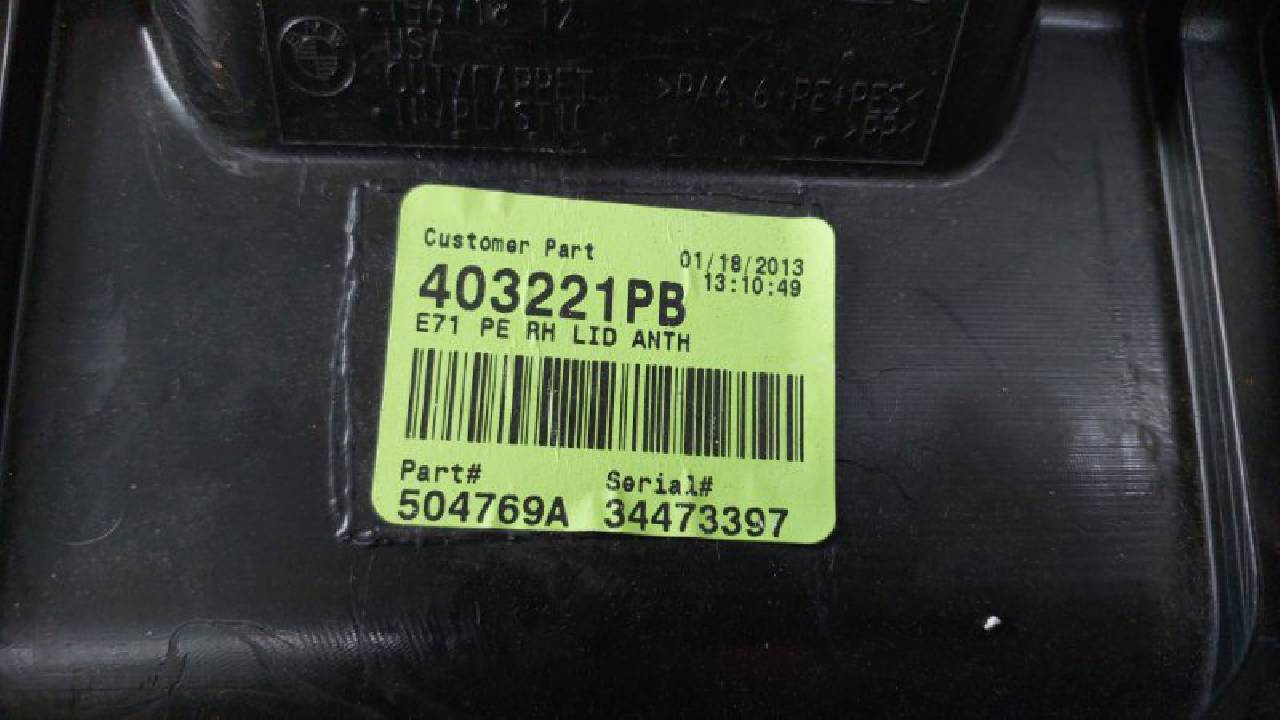 USA
Customer Part
01/18/2013
13:10:49
403221PB
E71 PE RH LID ANTH
Part# Serial#
504769A 34473397
>PA6.6+PE+PES<
>PP<